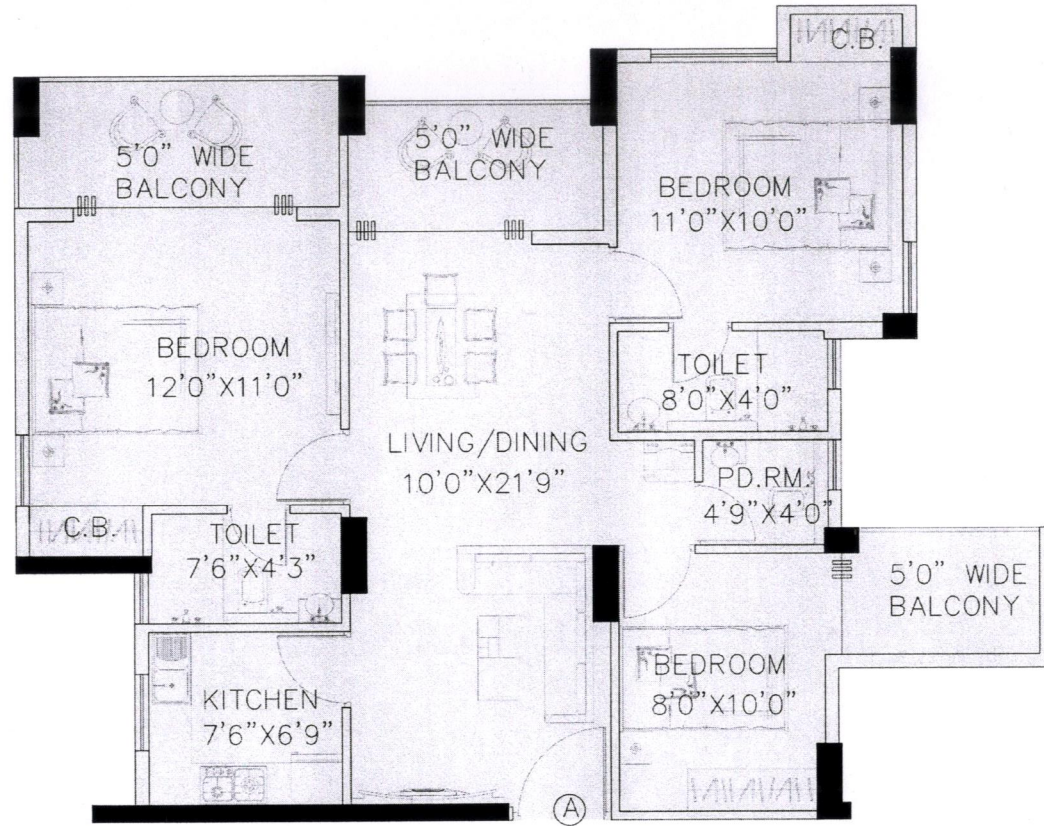 C.B.
5'0" WIDE
BALCONY
5'0" WIDE
BALCONY
BEDROOM
11'0"X10'0"
BEDROOM
12'0"X11'0"
TOILET
8'0"X4'0"
LIVING/DINING
10'0"X21'9"
PD.RM.
4'9"X4'0"
C.B.
TOILET
7'6"X4'3"
5'0" WIDE
BALCONY
BEDROOM
8'0"X10'0"
KITCHEN
7'6"X6'9"
A